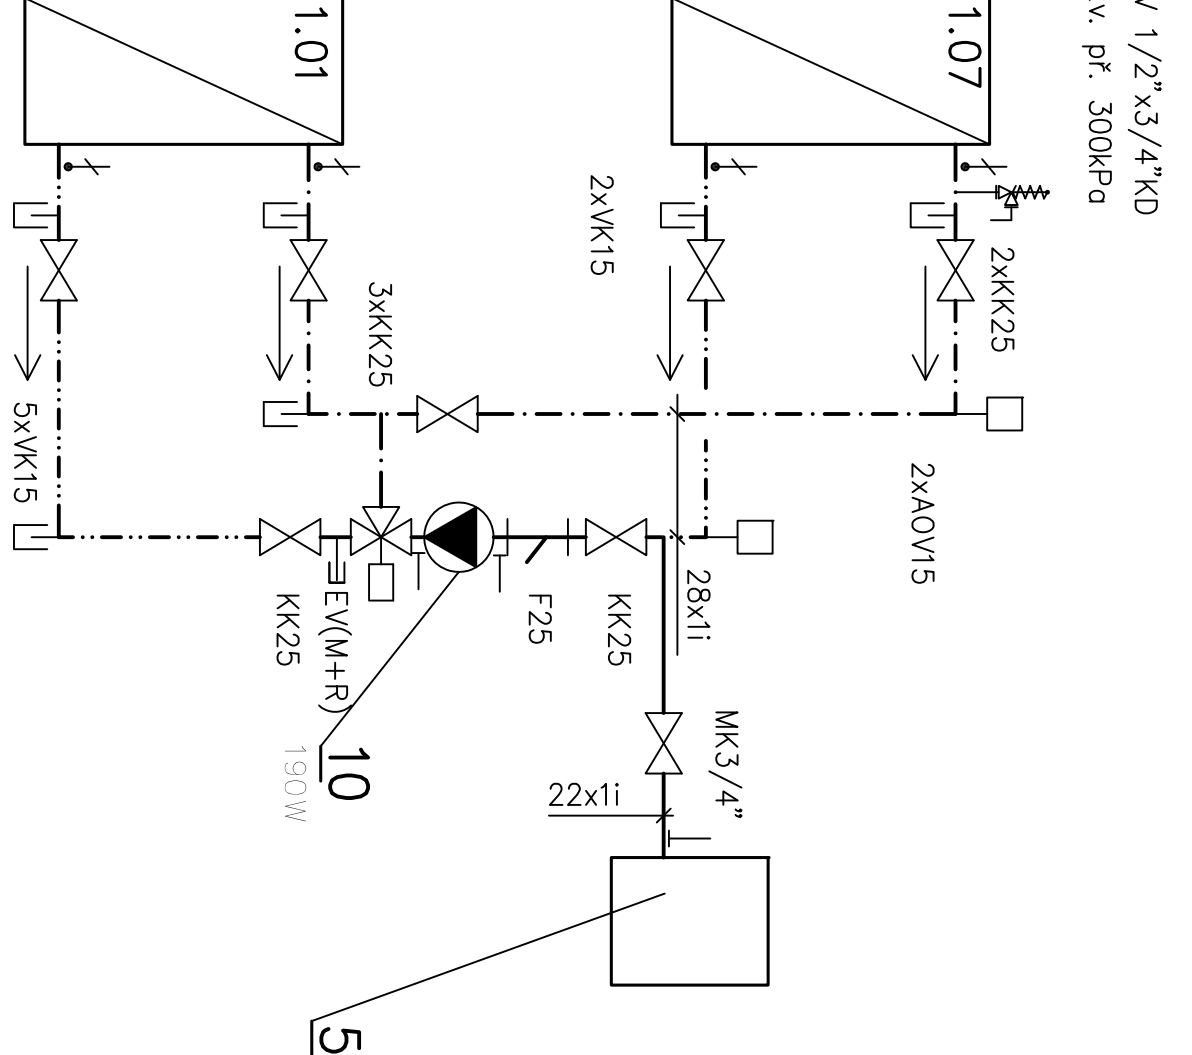 1.01
1.07
V 1/2"x3/4"KD
v. př. 300kPa
2xVK15
2xKK25
3xKK25
5xVK15
2xAOV15
28x1i
KK25
EV(M+R)
F25
KK25
MK3/4"
10
190W
22x1i
5